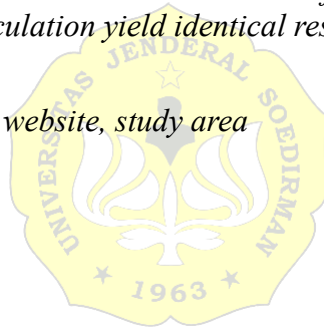 culation yield identical res
website, study area
UNIVERSITAS JENDERAL SOEDIRMAN
1963